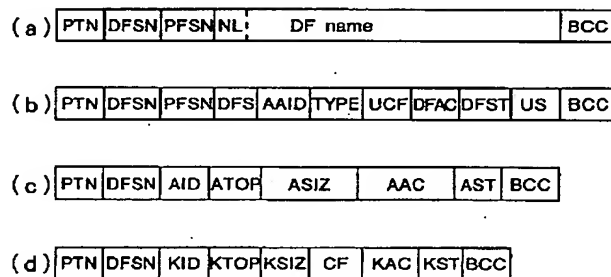 (a) PTN DFSN PFSN NL DF name BCC
(b) PTN DFSN PFSN DFS AAID TYPE UCF DFAC DFST US BCC
(c) PTN DFSN AID ATOP ASIZ AAC AST BCC
(d) PTN DFSN KID KTOP KSIZ CF KAC KST BCC